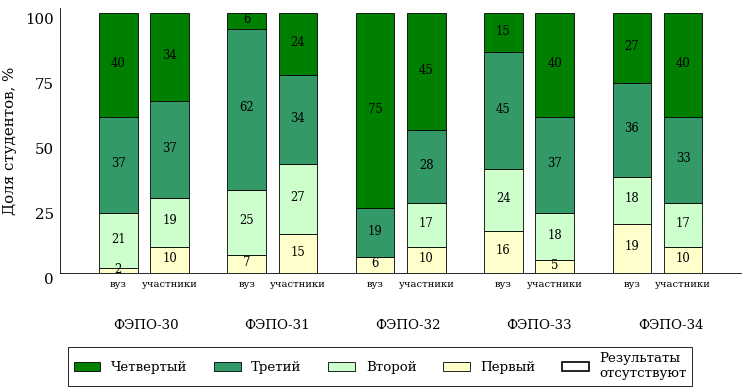 Доля студентов, %
100
75
50
25
0
40 34 6 24 75 45 15 40 27 40
37 37 62 34 19 28 45 37 36 33
21 19 25 27 17 24 18 18 17
2 10 7 15 6 10 16 5 19 10
вуз участники вуз участники вуз участники вуз участники вуз участники
ФЭПО-30 ФЭПО-31 ФЭПО-32 ФЭПО-33 ФЭПО-34
Четвертый Третий Второй Первый Результаты
отсутствуют